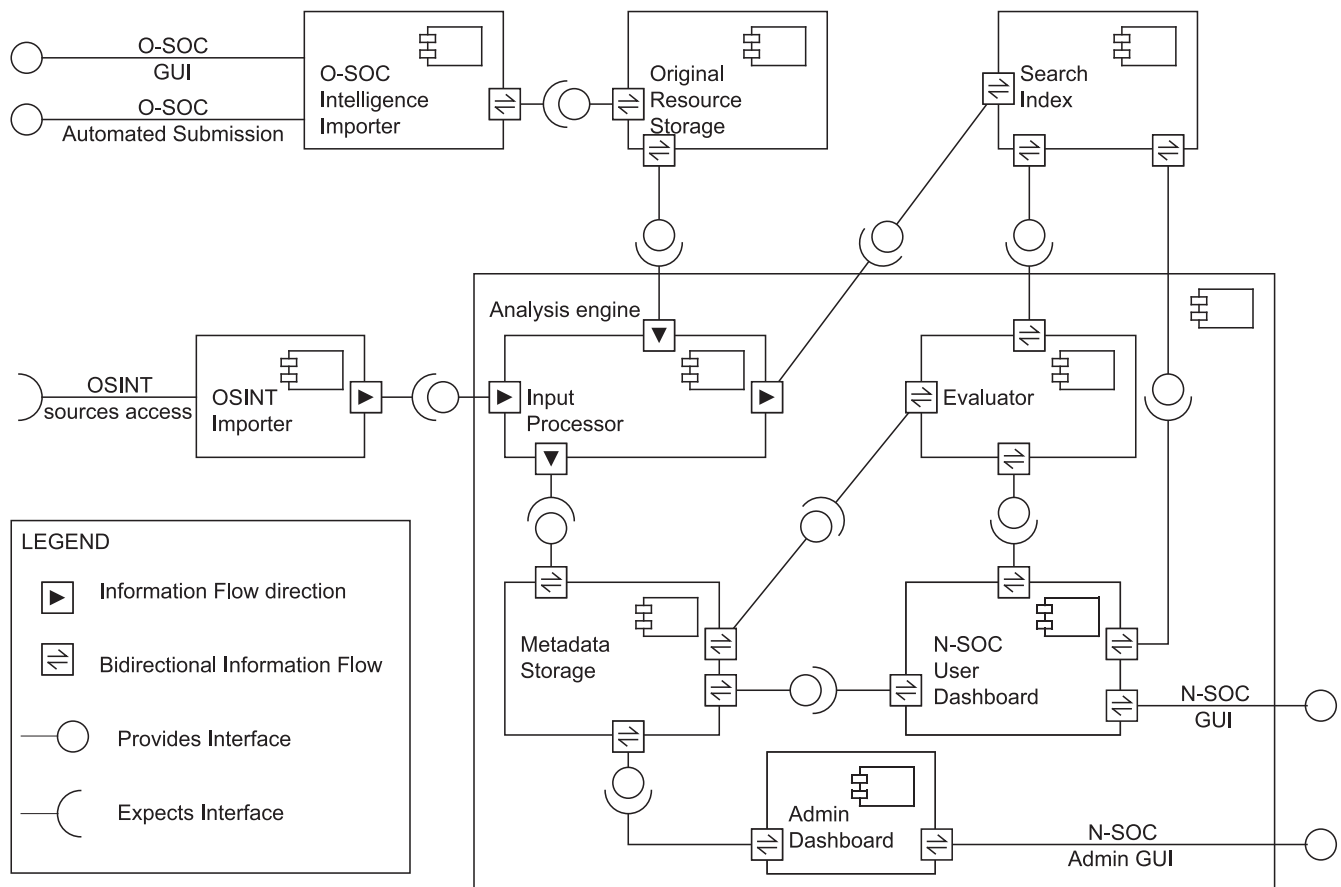 O-SOC
GUI
O-SOC
Automated Submission
O-SOC
Intelligence
Importer
Original
Resource
Storage
Search
Index
Analysis engine
OSINT
sources access
OSINT
Importer
Input
Processor
Evaluator
LEGEND
Information Flow direction
Bidirectional Information Flow
Provides Interface
Expects Interface
Metadata
Storage
N-SOC
User
Dashboard
N-SOC
GUI
Admin
Dashboard
N-SOC
Admin GUI